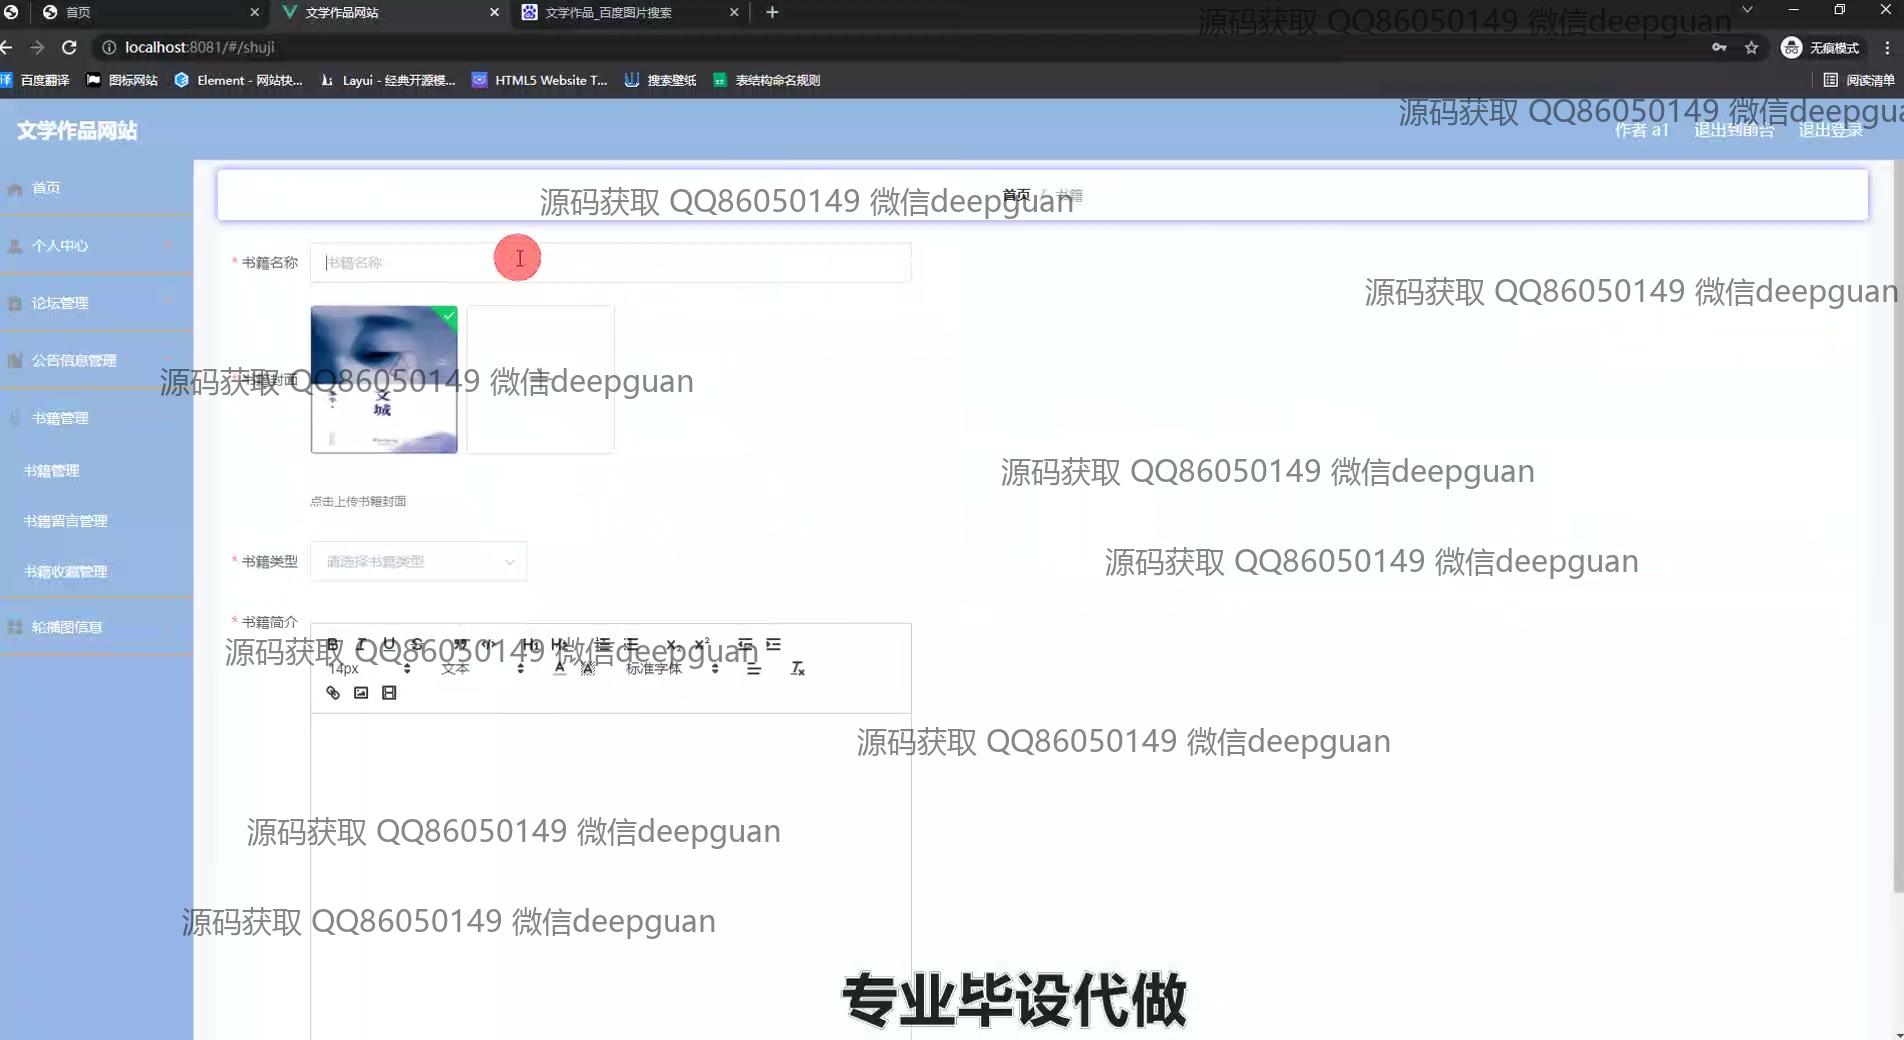 首页
文学作品网站
文学作品_百度图片搜索
源码获取 QQ86050149 微信deepguan
localhost:8081/#/shuji
无痕模式
百度翻译
图标网站
Element - 网站快...
Layui - 经典开源模...
HTML5 Website T...
搜索壁纸
表结构命名规则
阅读清单
文学作品网站
源码获取 QQ86050149 微信deepgua
作者 a1
退出到前台
退出登录
首页
源码获取 QQ86050149 微信deepguan
首页 / 书籍
个人中心
* 书籍名称
书籍名称
论坛管理
源码获取 QQ86050149 微信deepguan
公告信息管理
* 书籍封面
源码获取 QQ86050149 微信deepguan
文城
书籍管理
书籍管理
源码获取 QQ86050149 微信deepguan
点击上传书籍封面
书籍留言管理
* 书籍类型
请选择书籍类型
源码获取 QQ86050149 微信deepguan
书籍收藏管理
* 书籍简介
轮播图信息
B I U S H1 H2 X₂ X²
源码获取 QQ86050149 微信deepguan
14px
文本
A
标准字体
源码获取 QQ86050149 微信deepguan
源码获取 QQ86050149 微信deepguan
源码获取 QQ86050149 微信deepguan
专业毕设代做